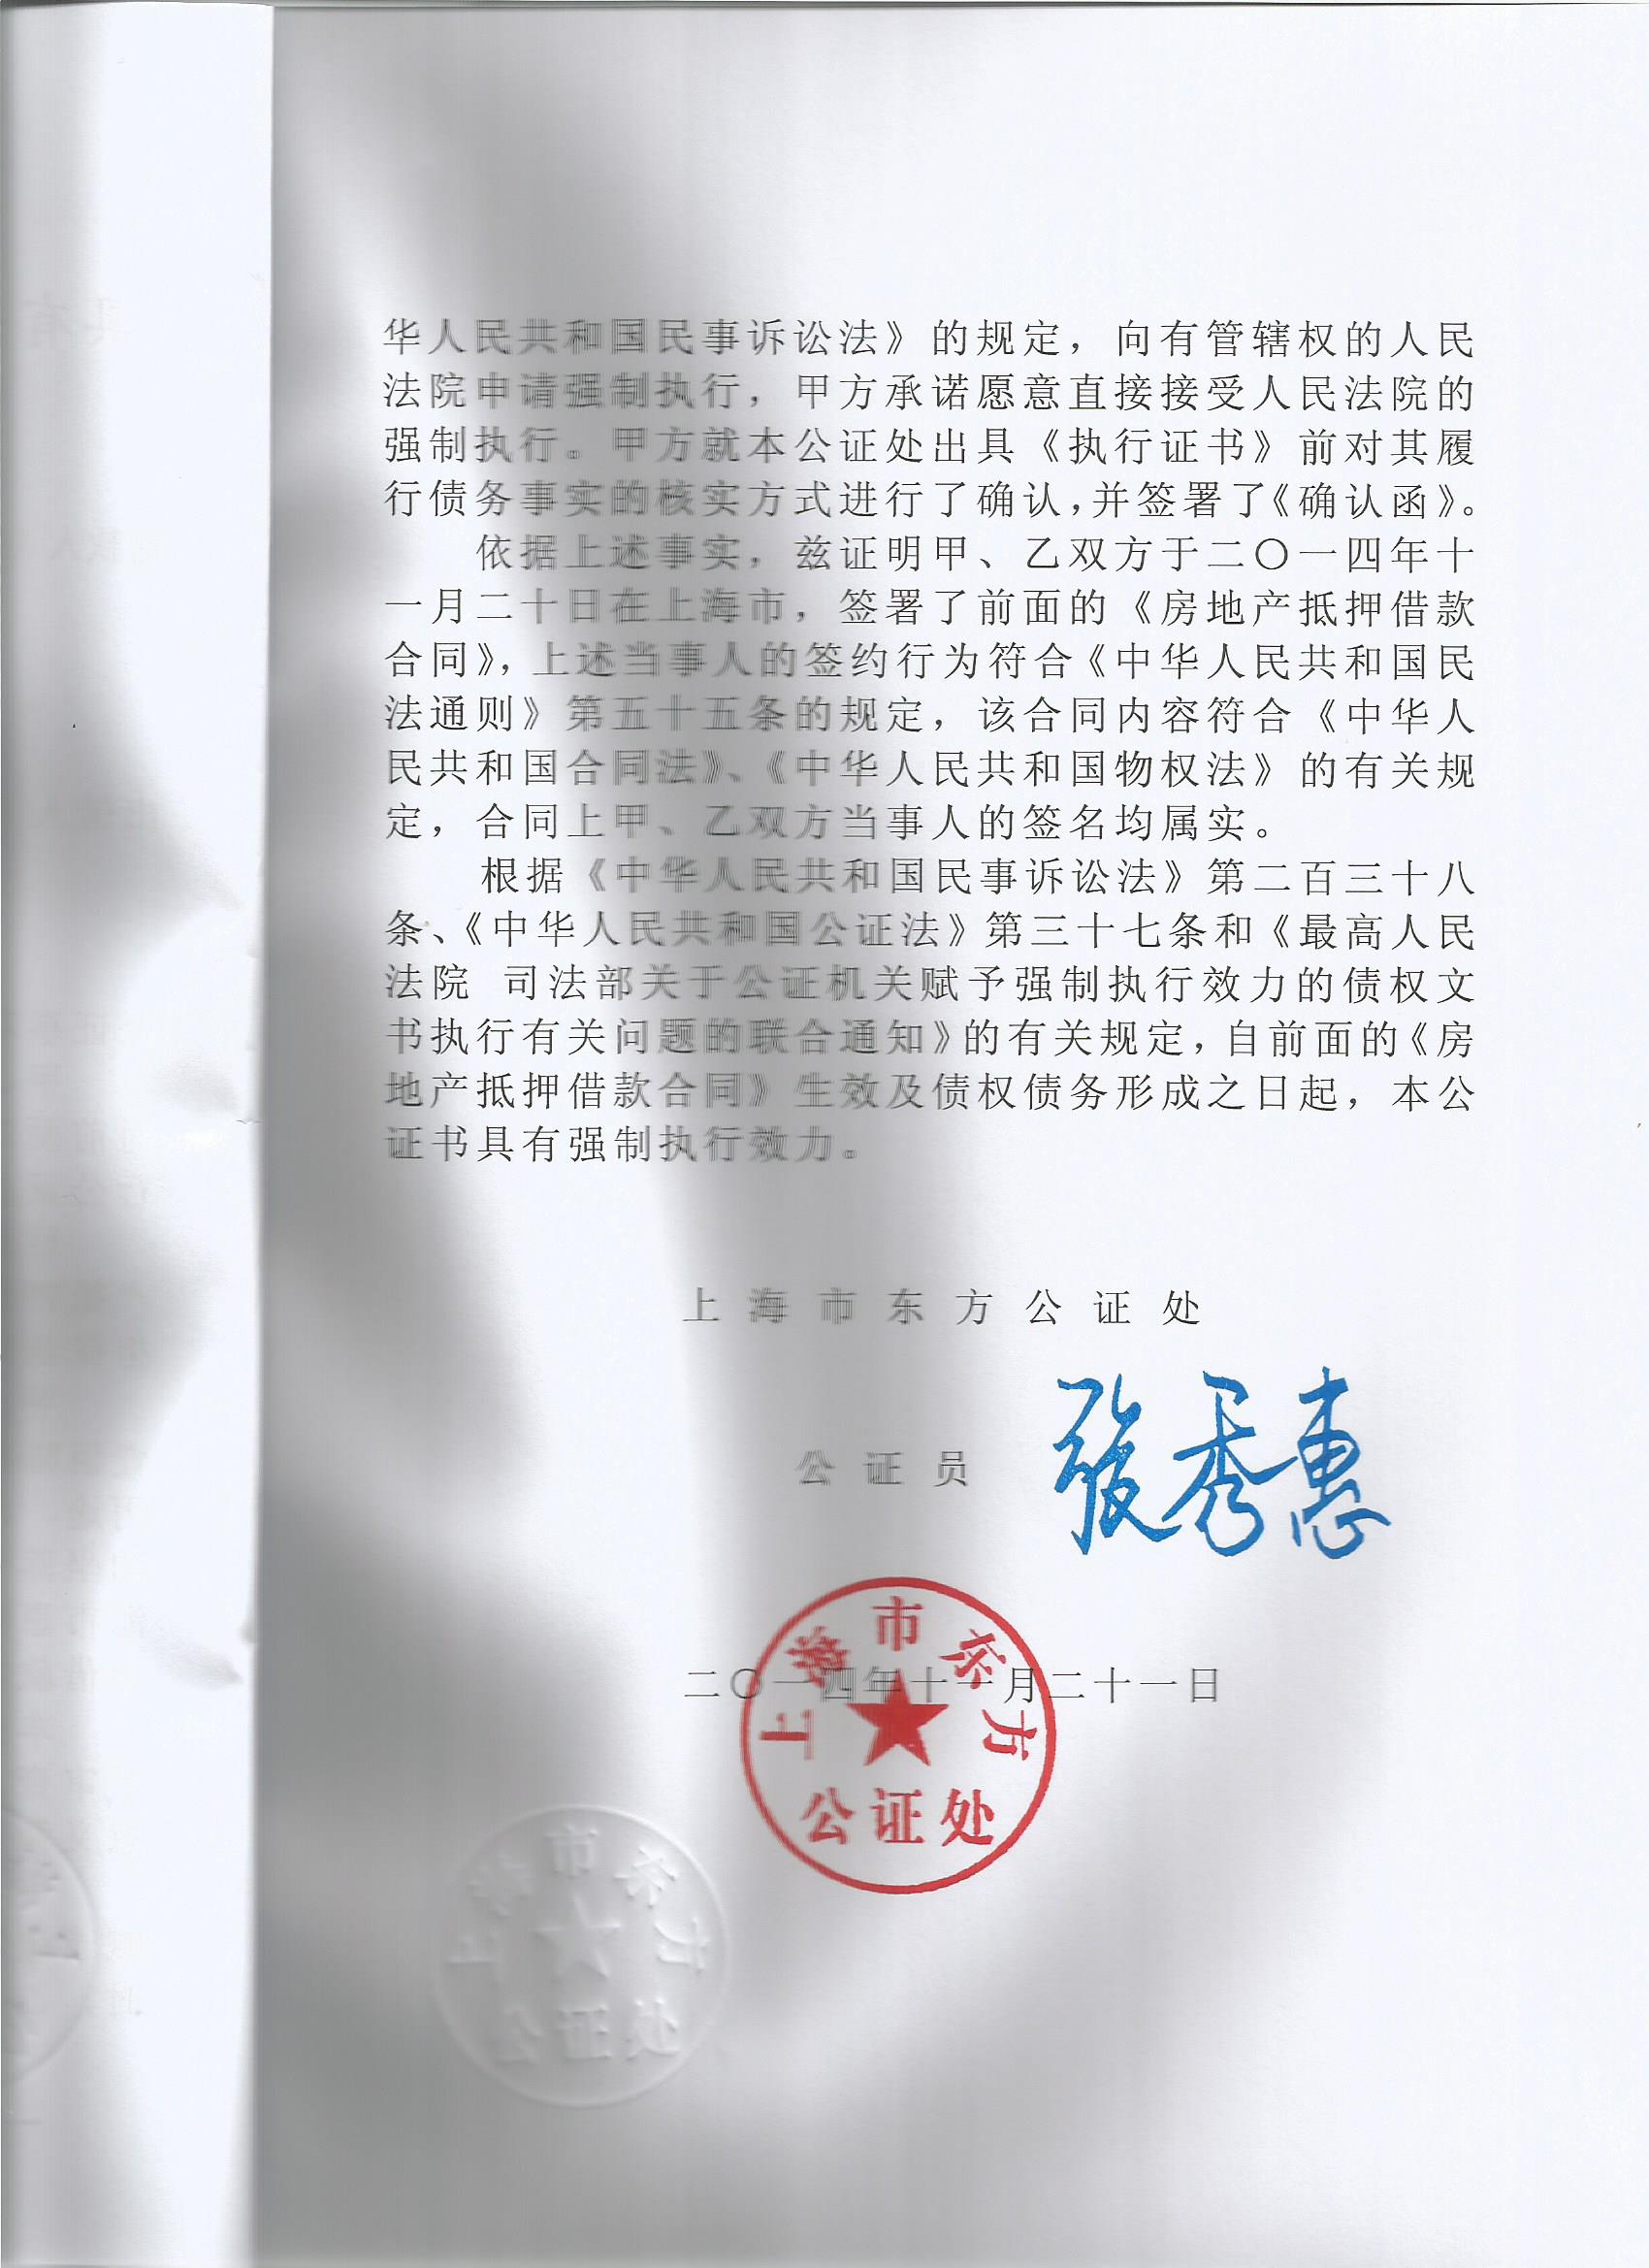 华人民共和国民事诉讼法》的规定，向有管辖权的人民
法院申请强制执行，甲方承诺愿意直接接受人民法院的
强制执行。甲方就本公证处出具《执行证书》前对其履
行债务事实的核实方式进行了确认，并签署了《确认函》。
依据上述事实，兹证明甲、乙双方于二〇一四年十
一月二十日在上海市，签署了前面的《房地产抵押借款
合同》，上述当事人的签约行为符合《中华人民共和国民
法通则》第五十五条的规定，该合同内容符合《中华人
民共和国合同法》、《中华人民共和国物权法》的有关规
定，合同上甲、乙双方当事人的签名均属实。
根据《中华人民共和国民事诉讼法》第二百三十八
条、《中华人民共和国公证法》第三十七条和《最高人民
法院 司法部关于公证机关赋予强制执行效力的债权文
书执行有关问题的联合通知》的有关规定，自前面的《房
地产抵押借款合同》生效及债权债务形成之日起，本公
证书具有强制执行效力。
上海市东方公证处
公证员 张秀惠
二〇一四年十一月二十一日
上海市东方
公证处
上海市东方
公证处